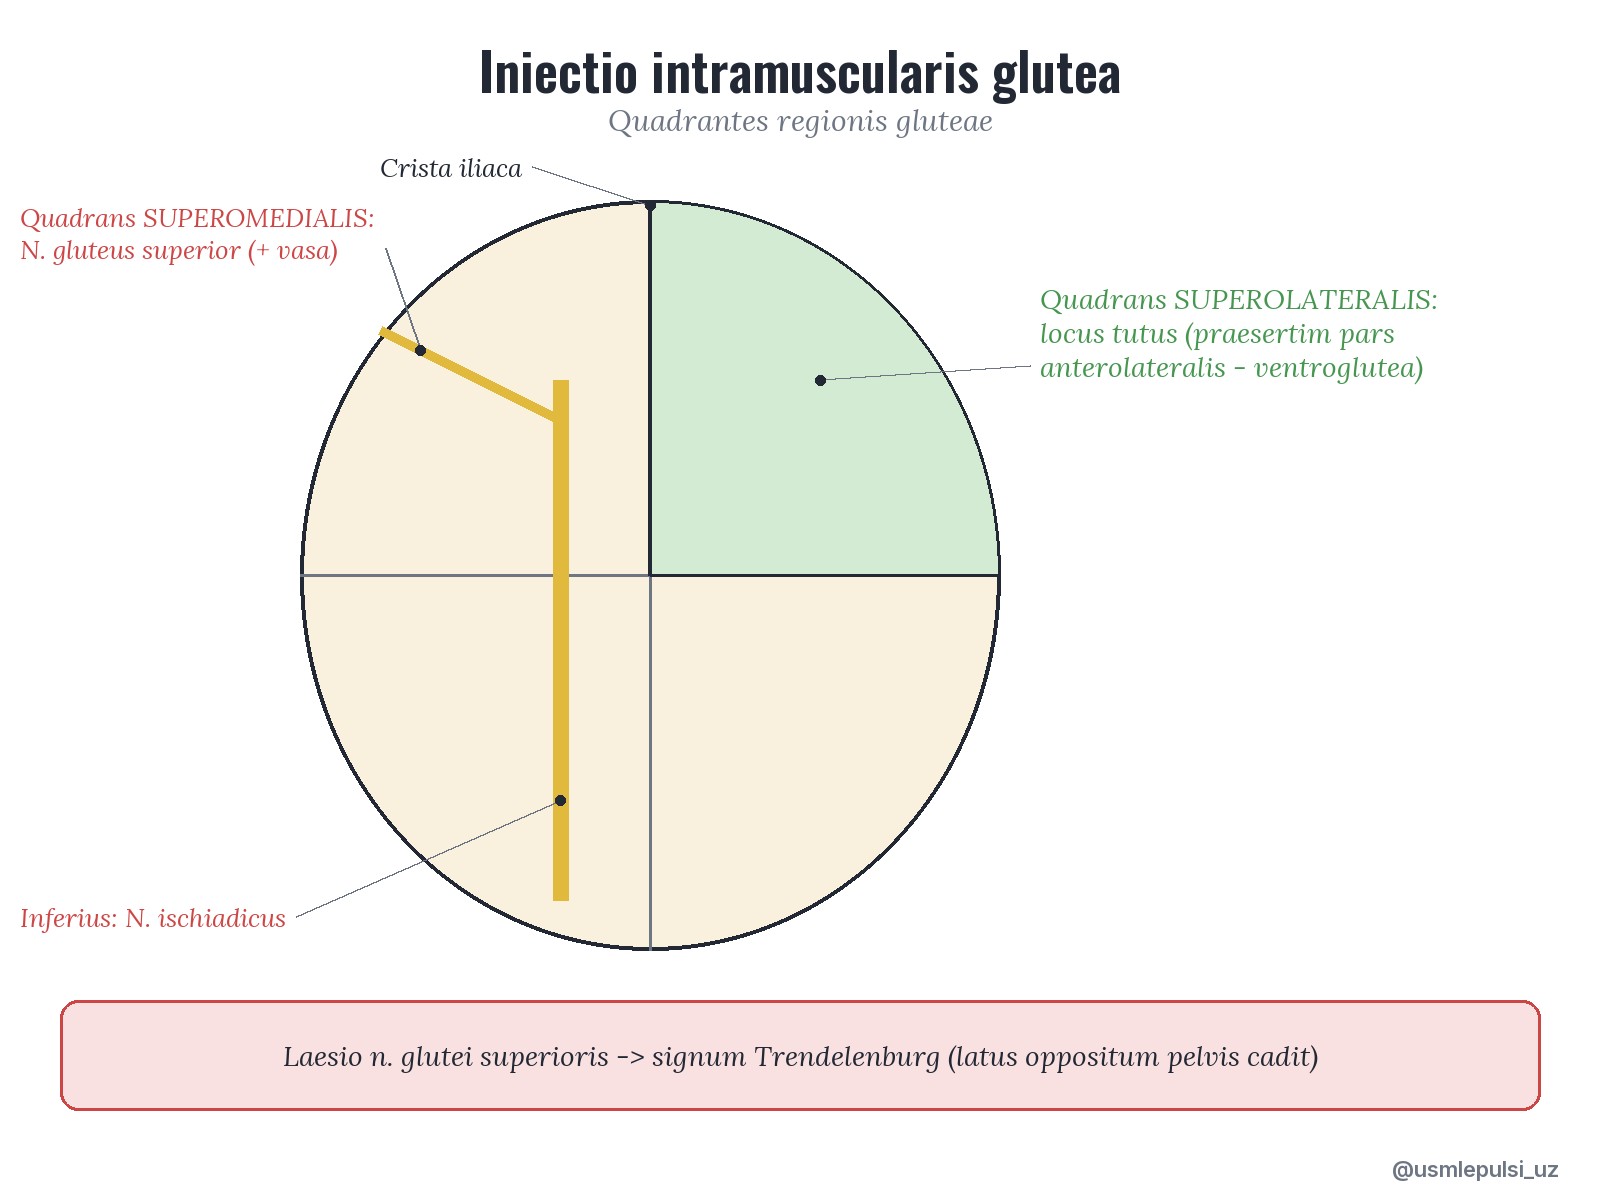 Iniectio intramuscularis glutea
Quadrantes regionis gluteae
Crista iliaca
Quadrans SUPEROMEDIALIS:
N. gluteus superior (+ vasa)
Quadrans SUPEROLATERALIS:
locus tutus (praesertim pars
anterolateralis - ventroglutea)
Inferius: N. ischiadicus
Laesio n. glutei superioris -> signum Trendelenburg (latus oppositum pelvis cadit)
@usmlepulsi_uz